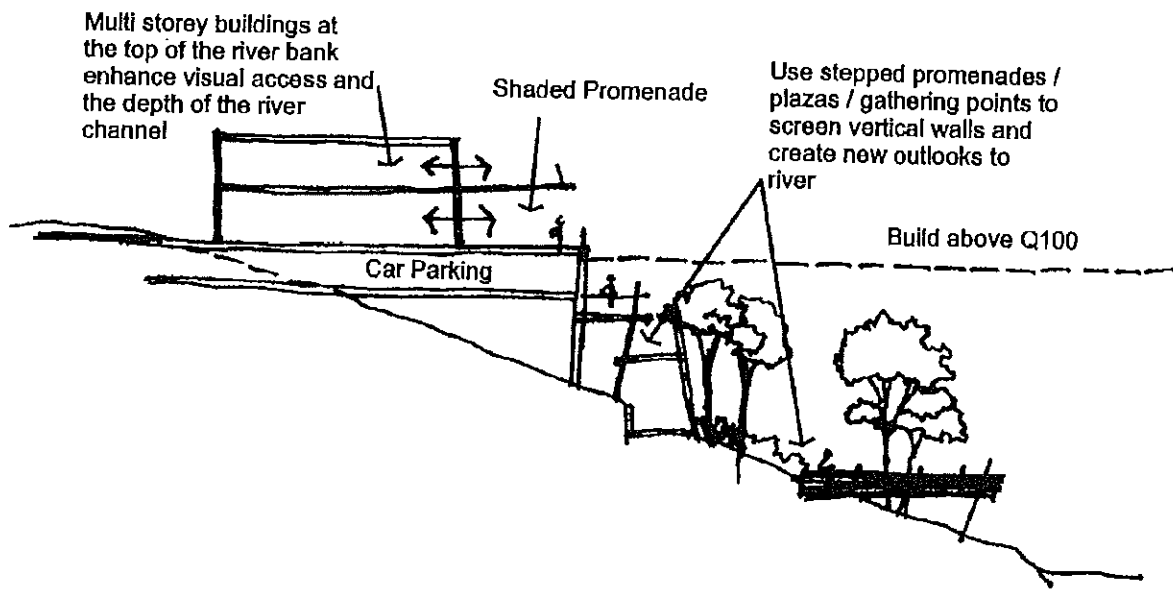 Multi storey buildings at
the top of the river bank
enhance visual access and
the depth of the river
channel
Shaded Promenade
Use stepped promenades /
plazas / gathering points to
screen vertical walls and
create new outlooks to
river
Build above Q100
Car Parking